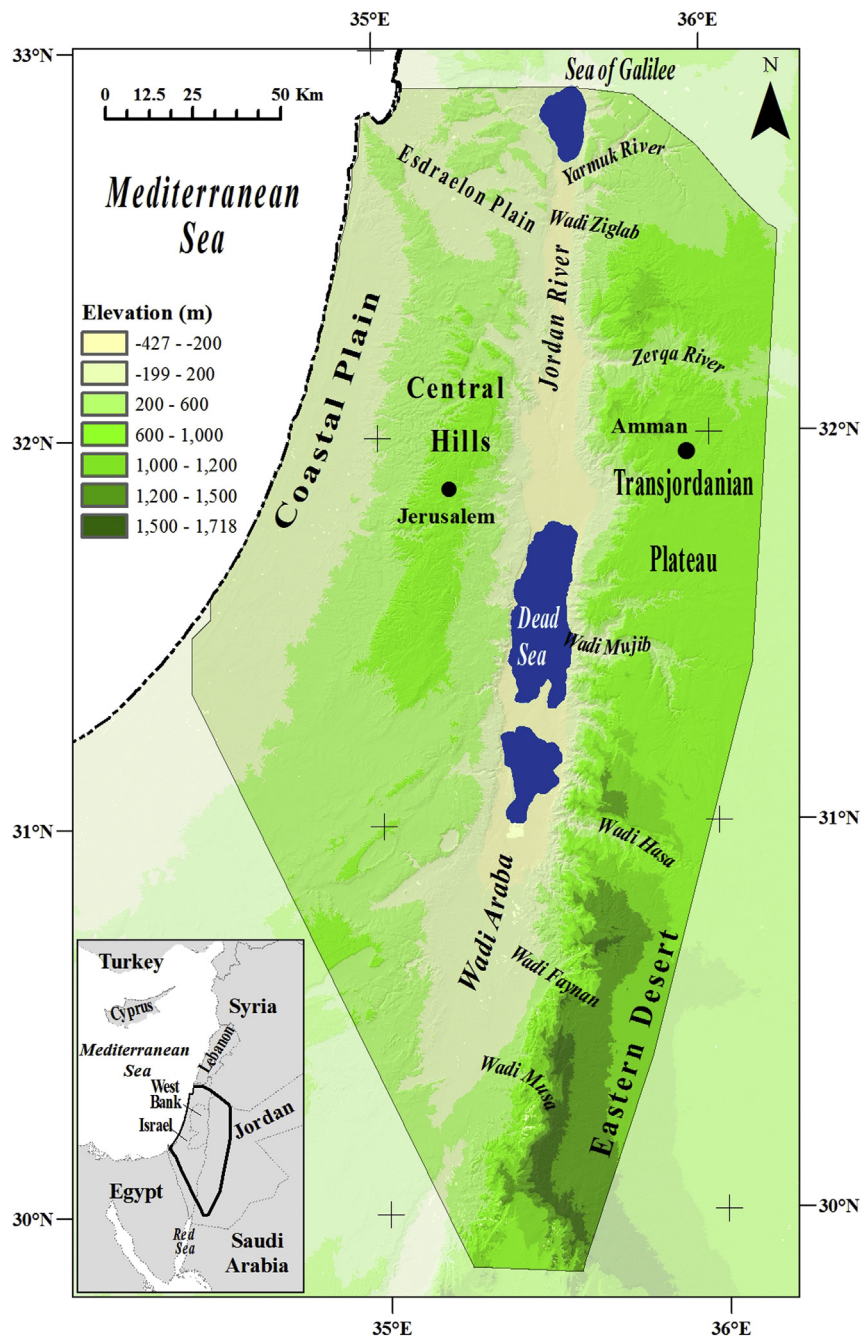 35°E
36°E
33°N
Sea of Galilee
N
0 12.5 25 50 Km
Yarmuk River
Esdraelon Plain
Mediterranean
Sea
Wadi Ziglab
Jordan River
Elevation (m)
-427 - -200
-199 - 200
200 - 600
600 - 1,000
1,000 - 1,200
1,200 - 1,500
1,500 - 1,718
Coastal Plain
Zerqa River
Central
Hills
32°N
Amman
32°N
Transjordanian
Plateau
Jerusalem
Dead
Sea
Wadi Mujib
31°N
31°N
Wadi Hasa
Wadi Araba
Wadi Faynan
Eastern Desert
Wadi Musa
Turkey
Cyprus
Syria
Mediterranean
Sea
Lebanon
West
Bank
Israel
Jordan
Egypt
Red
Sea
Saudi
Arabia
30°N
30°N
35°E
36°E